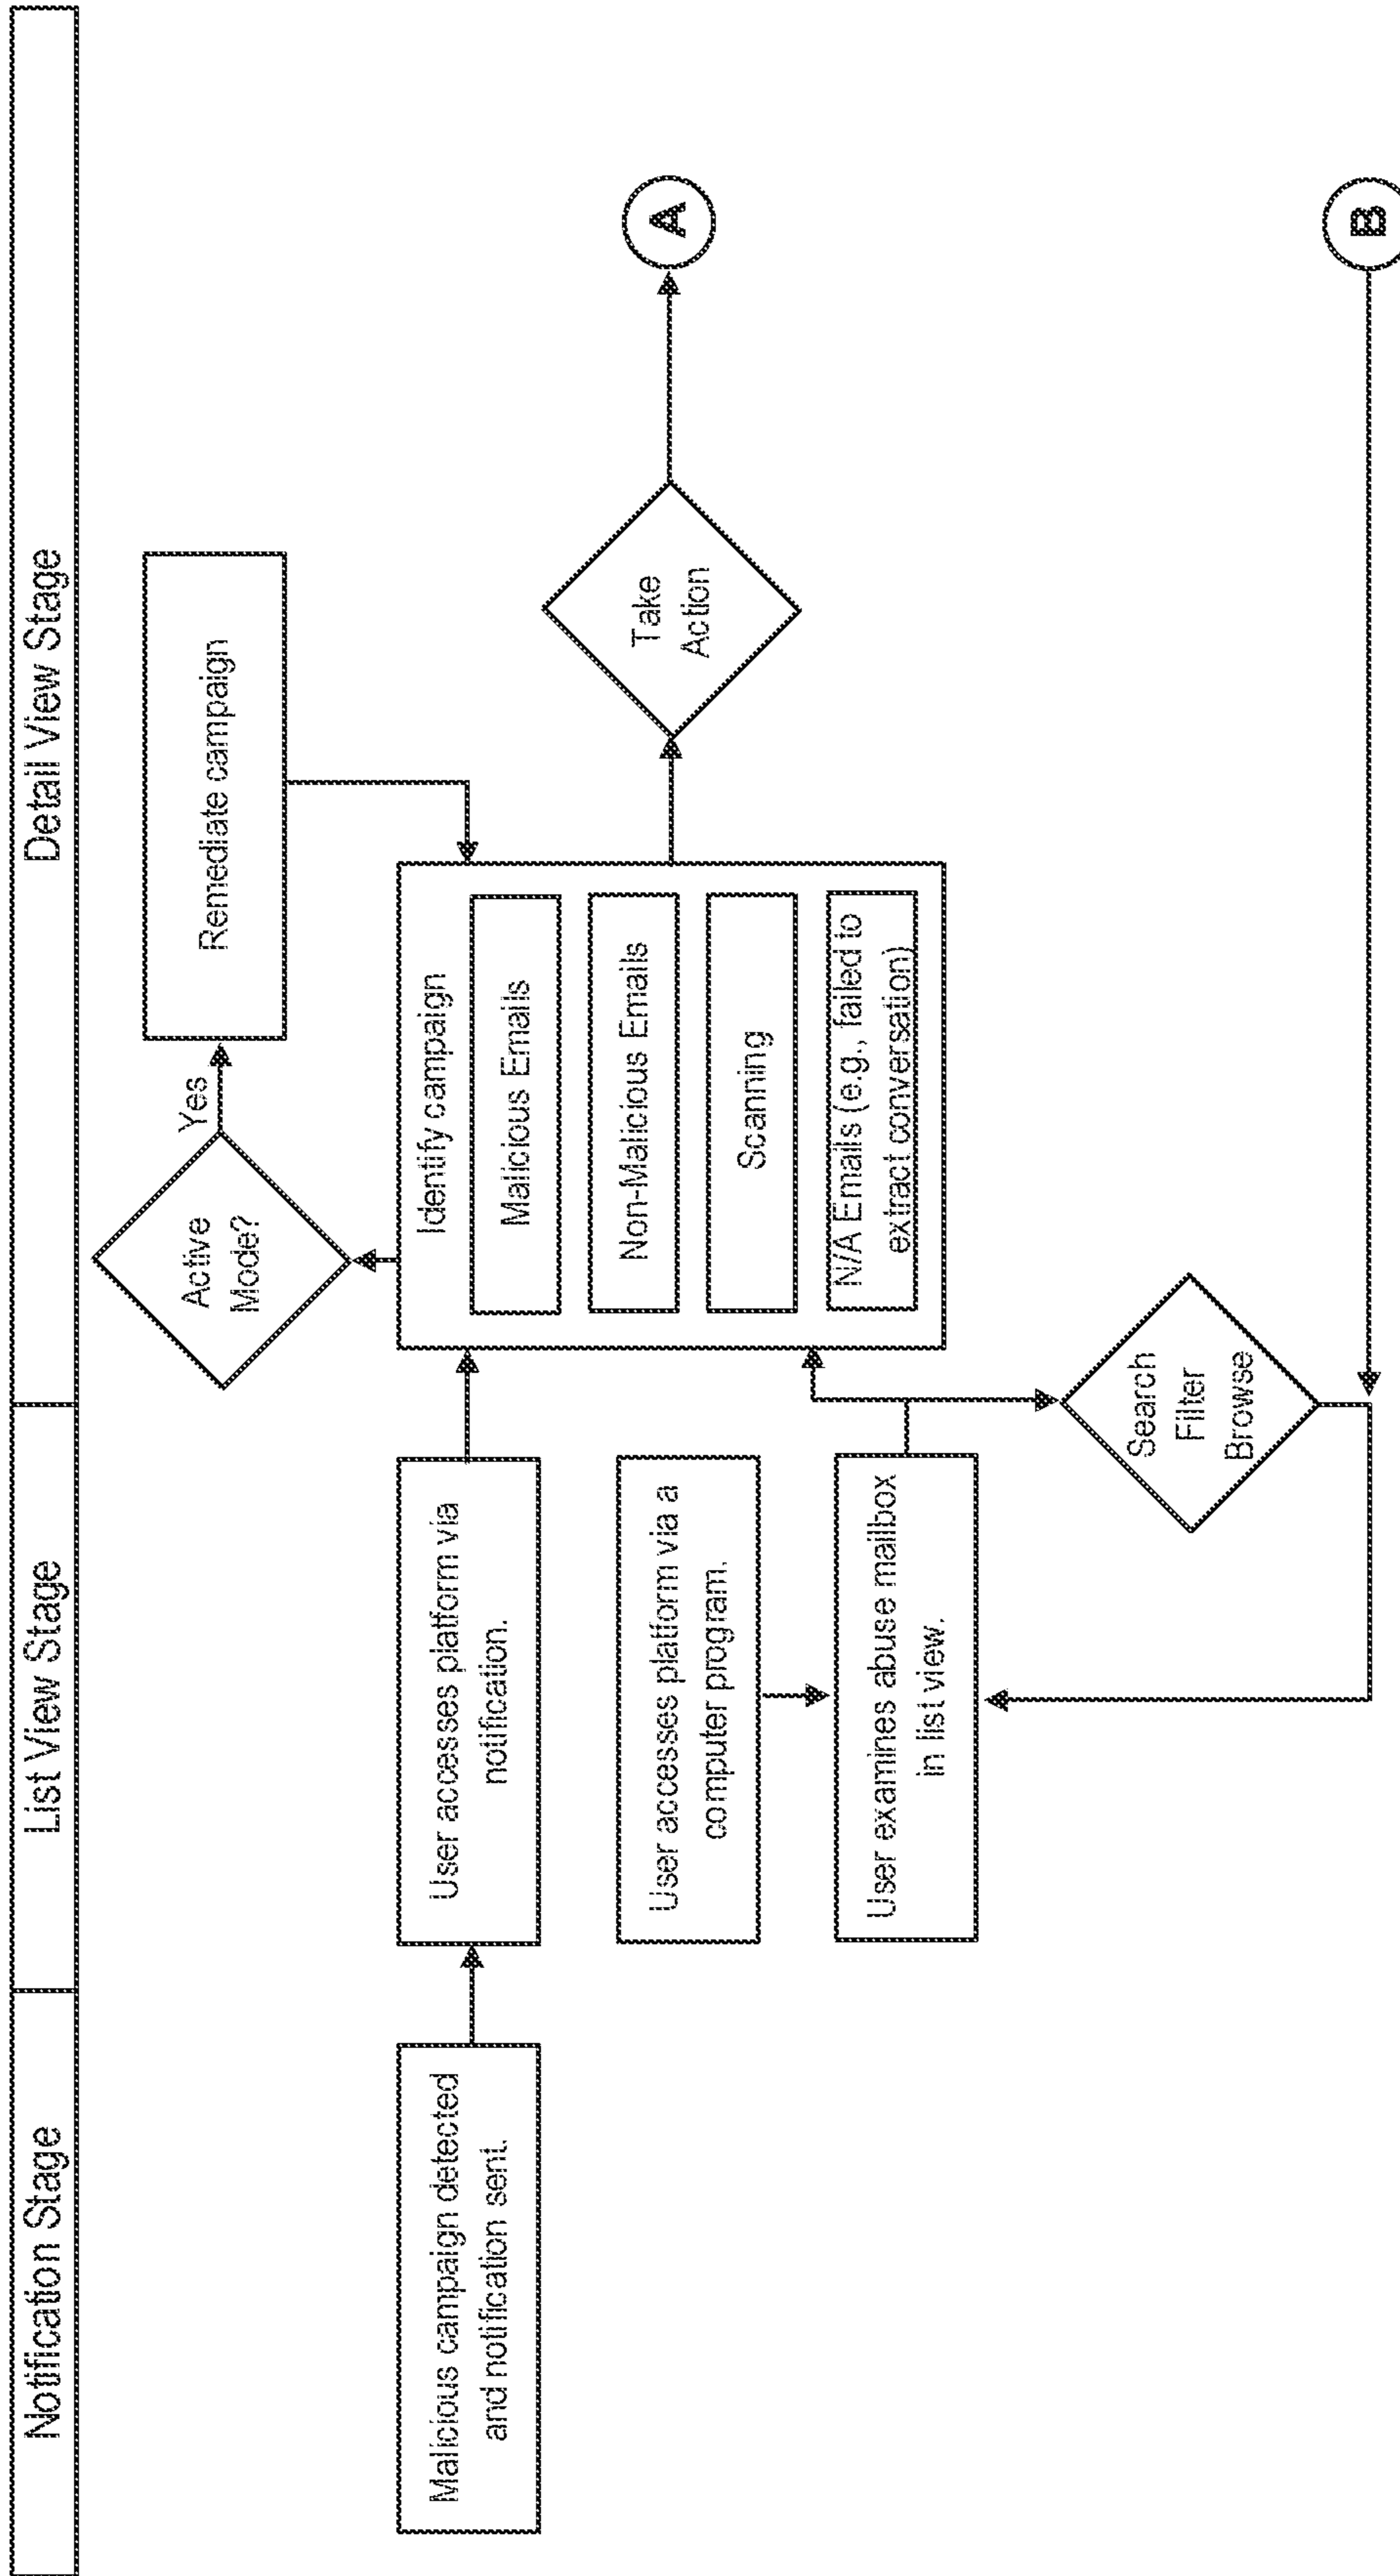 Notification Stage
List View Stage
Detail View Stage
Active
Mode?
Yes
Remediate campaign
Malicious campaign detected
and notification sent.
User accesses platform via
notification.
Identify campaign
Malicious Emails
Non-Malicious Emails
Scanning
N/A Emails (e.g., failed to
extract conversation)
Take
Action
A
User accesses platform via a
computer program.
User examines abuse mailbox
in list view.
Search
Filter
Browse
B